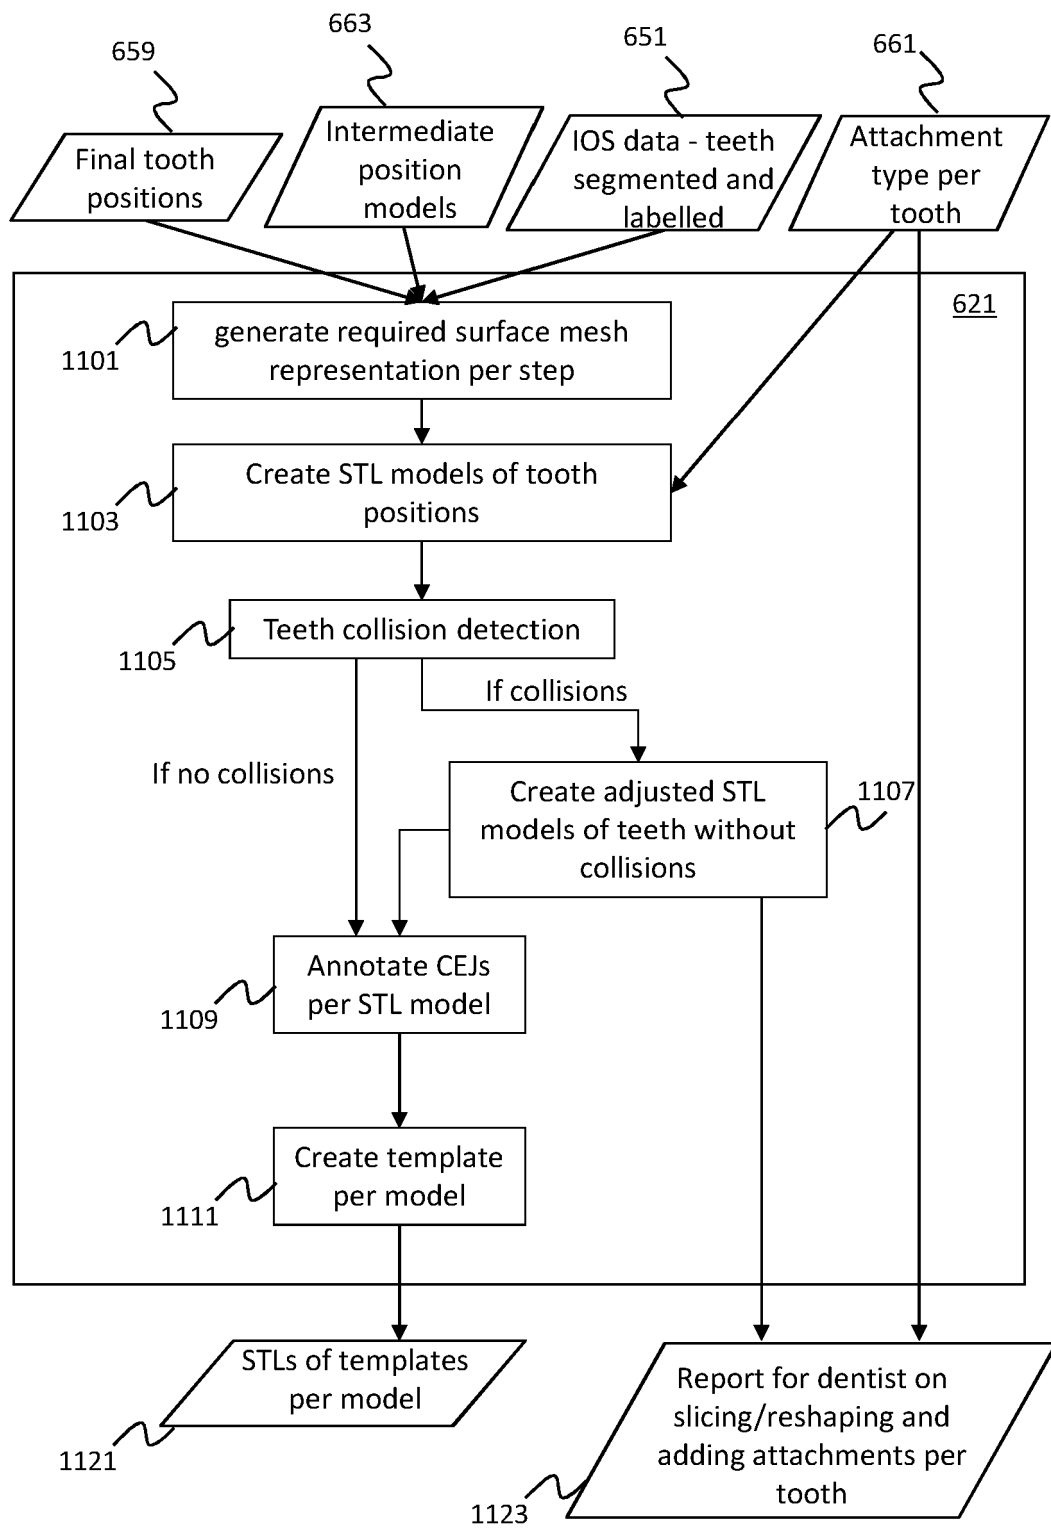 659
663
651
661
Final tooth
positions
Intermediate
position
models
IOS data - teeth
segmented and
labelled
Attachment
type per
tooth
621
generate required surface mesh
representation per step
1101
Create STL models of tooth
positions
1103
Teeth collision detection
1105
If collisions
If no collisions
Create adjusted STL
models of teeth without
collisions
1107
Annotate CEJs
per STL model
1109
Create template
per model
1111
STLs of templates
per model
1121
Report for dentist on
slicing/reshaping and
adding attachments per
tooth
1123